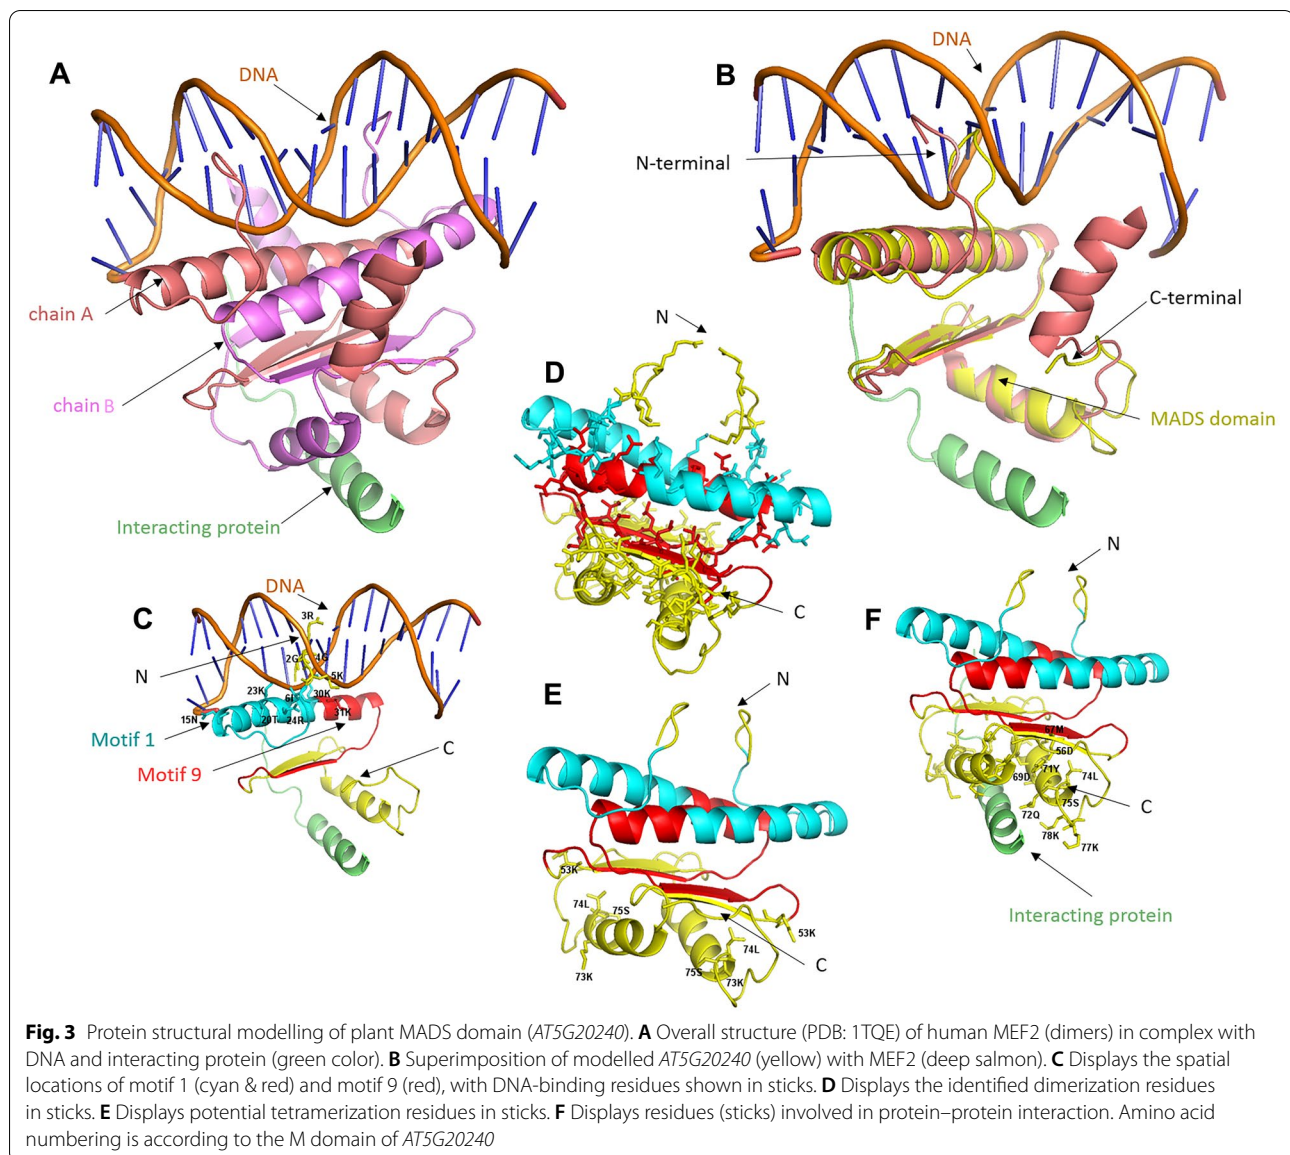 A
DNA
chain A
chain B
Interacting protein
B
DNA
N-terminal
C-terminal
MADS domain
C
DNA
3R
N
2G
4G
5K
23K
6I
30K
15N
20T
24R
31K
Motif 1
Motif 9
C
D
N
C
E
N
53K
74L
75S
73K
53K
74L
75S
73K
C
F
N
67M
56D
71Y
69D
74L
75S
72Q
78K
77K
C
Interacting protein
Fig. 3 Protein structural modelling of plant MADS domain (AT5G20240). A Overall structure (PDB: 1TQE) of human MEF2 (dimers) in complex with
DNA and interacting protein (green color). B Superimposition of modelled AT5G20240 (yellow) with MEF2 (deep salmon). C Displays the spatial
locations of motif 1 (cyan & red) and motif 9 (red), with DNA-binding residues shown in sticks. D Displays the identified dimerization residues
in sticks. E Displays potential tetramerization residues in sticks. F Displays residues (sticks) involved in protein–protein interaction. Amino acid
numbering is according to the M domain of AT5G20240